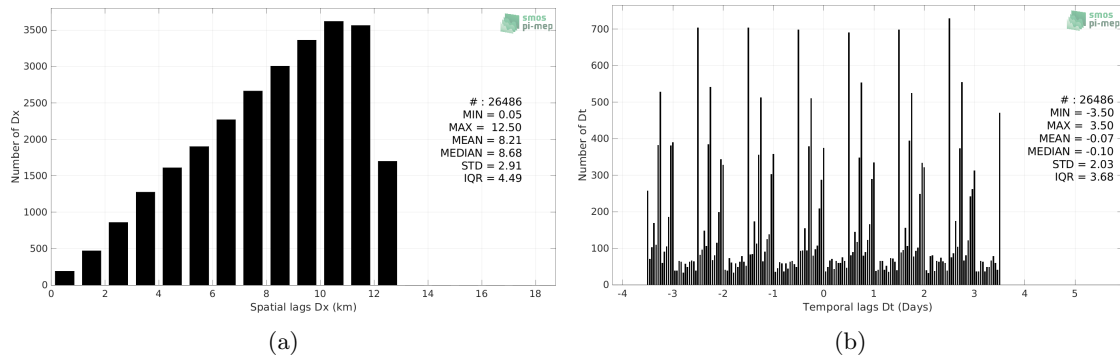 3500
3000
2500
2000
1500
1000
500
0
Number of Dx
0 2 4 6 8 10 12 14 16 18
Spatial lags Dx (km)
smos
pi-mep
# : 26486
MIN = 0.05
MAX = 12.50
MEAN = 8.21
MEDIAN = 8.68
STD = 2.91
IQR = 4.49
(a)
700
600
500
400
300
200
100
0
Number of Dt
-4 -3 -2 -1 0 1 2 3 4 5
Temporal lags Dt (Days)
smos
pi-mep
# : 26486
MIN = -3.50
MAX = 3.50
MEAN = -0.07
MEDIAN = -0.10
STD = 2.03
IQR = 3.68
(b)